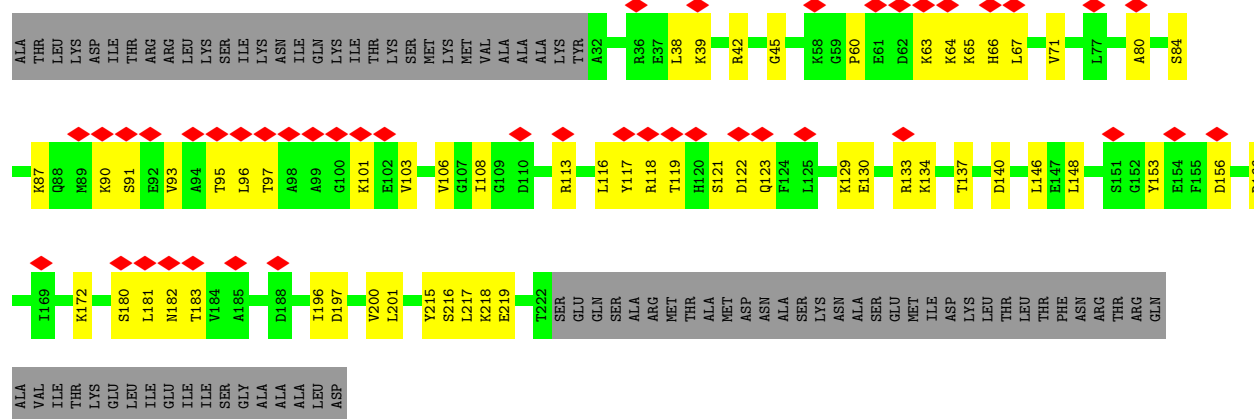 ALA THR LEU LYS ASP ILE THR ARG ARG LEU LYS SER ILE LYS ASN ILE GLN LYS ILE THR LYS SER MET LYS MET VAL ALA ALA ALA LYS TYR A32 R36 E37 L38 K39 R42 G45 K58 G59 P60 E61 D62 K63 K64 K65 H66 L67 V71 L77 A80 S84
K87 Q88 M89 K90 S91 E92 V93 A94 T95 L96 T97 A98 A99 G100 K101 E102 V103 V106 G107 I108 G109 D110 R113 L116 Y117 R118 T119 H120 S121 D122 Q123 F124 L125 K129 E130 R133 K134 T137 D140 L146 E147 L148 S151 G152 Y153 E154 F155 D156
I169 K172 S180 L181 N182 T183 V184 A185 D188 I196 D197 V200 L201 Y215 S216 L217 K218 E219 T222 SER GLU GLN SER ALA ARG MET THR ALA MET ASP ASN ALA SER LYS ASN ALA SER GLU MET ILE ASP LYS LEU THR LEU THR PHE ASN ARG THR ARG GLN
ALA VAL ILE THR LYS GLU LEU ILE GLU ILE ILE SER GLY ALA ALA ALA LEU ASP